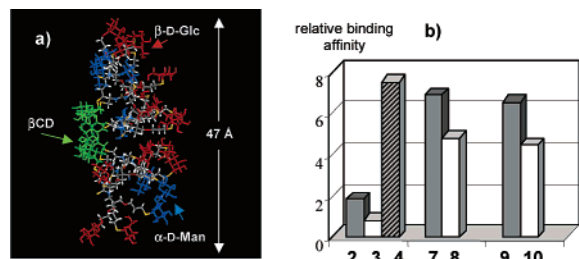 a)
β-D-Glc
βCD
47 Å
α-D-Man
relative binding
affinity
b)
8
6
4
2
0
2 3 4 7 8 9 10